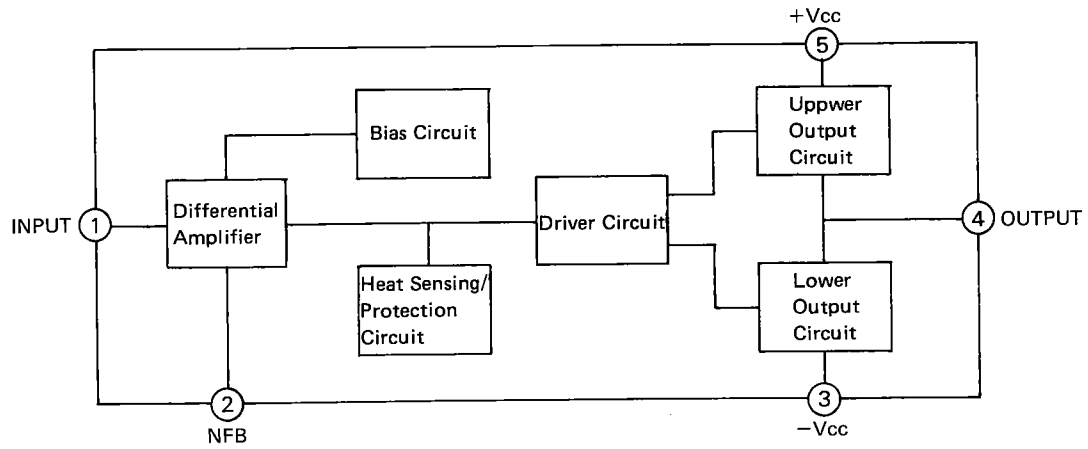 +Vcc
5
Uppwer
Output
Circuit
Bias Circuit
INPUT 1
Differential
Amplifier
Driver Circuit
4 OUTPUT
Heat Sensing/
Protection
Circuit
Lower
Output
Circuit
2
NFB
3
−Vcc